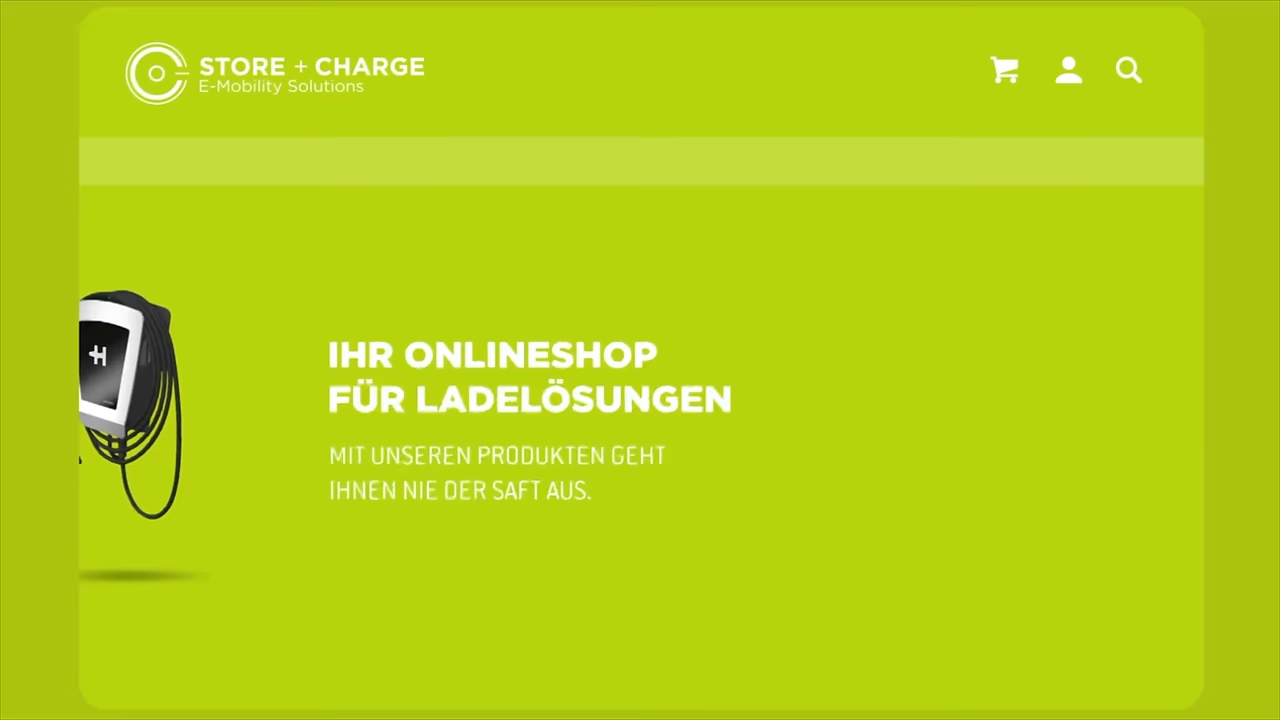 STORE + CHARGE
E-Mobility Solutions
IHR ONLINESHOP
FÜR LADELÖSUNGEN
MIT UNSEREN PRODUKTEN GEHT
IHNEN NIE DER SAFT AUS.